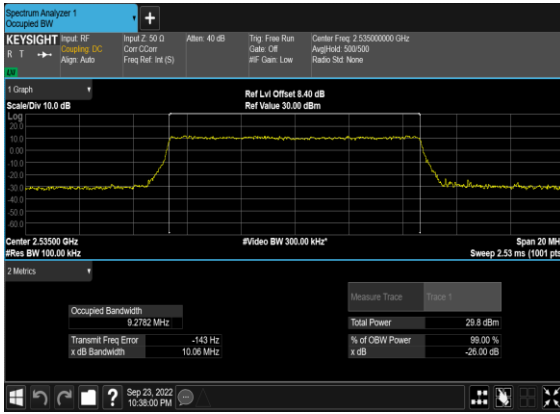 Spectrum Analyzer 1
Occupied BW
+
KEYSIGHT Input: RF Input Z: 50 Ω Atten: 40 dB Trig: Free Run Center Freq: 2.535000000 GHz
R T Coupling: DC Corr CCorr Gate: Off Avg|Hold: 500/500
Align: Auto Freq Ref: Int (S) #IF Gain: Low Radio Std: None
LW
1 Graph
Ref Lvl Offset 8.40 dB
Scale/Div 10.0 dB Ref Value 30.00 dBm
Log
20.0
10.0
0.00
-10.0
-20.0
-30.0
-40.0
-50.0
-60.0
Center 2.53500 GHz #Video BW 300.00 kHz* Span 20 MH
#Res BW 100.00 kHz Sweep 2.53 ms (1001 pts
2 Metrics
Measure Trace Trace 1
Occupied Bandwidth
9.2782 MHz Total Power 29.8 dBm
Transmit Freq Error -143 Hz % of OBW Power 99.00 %
x dB Bandwidth 10.06 MHz x dB -26.00 dB
? Sep 23, 2022
10:38:00 PM